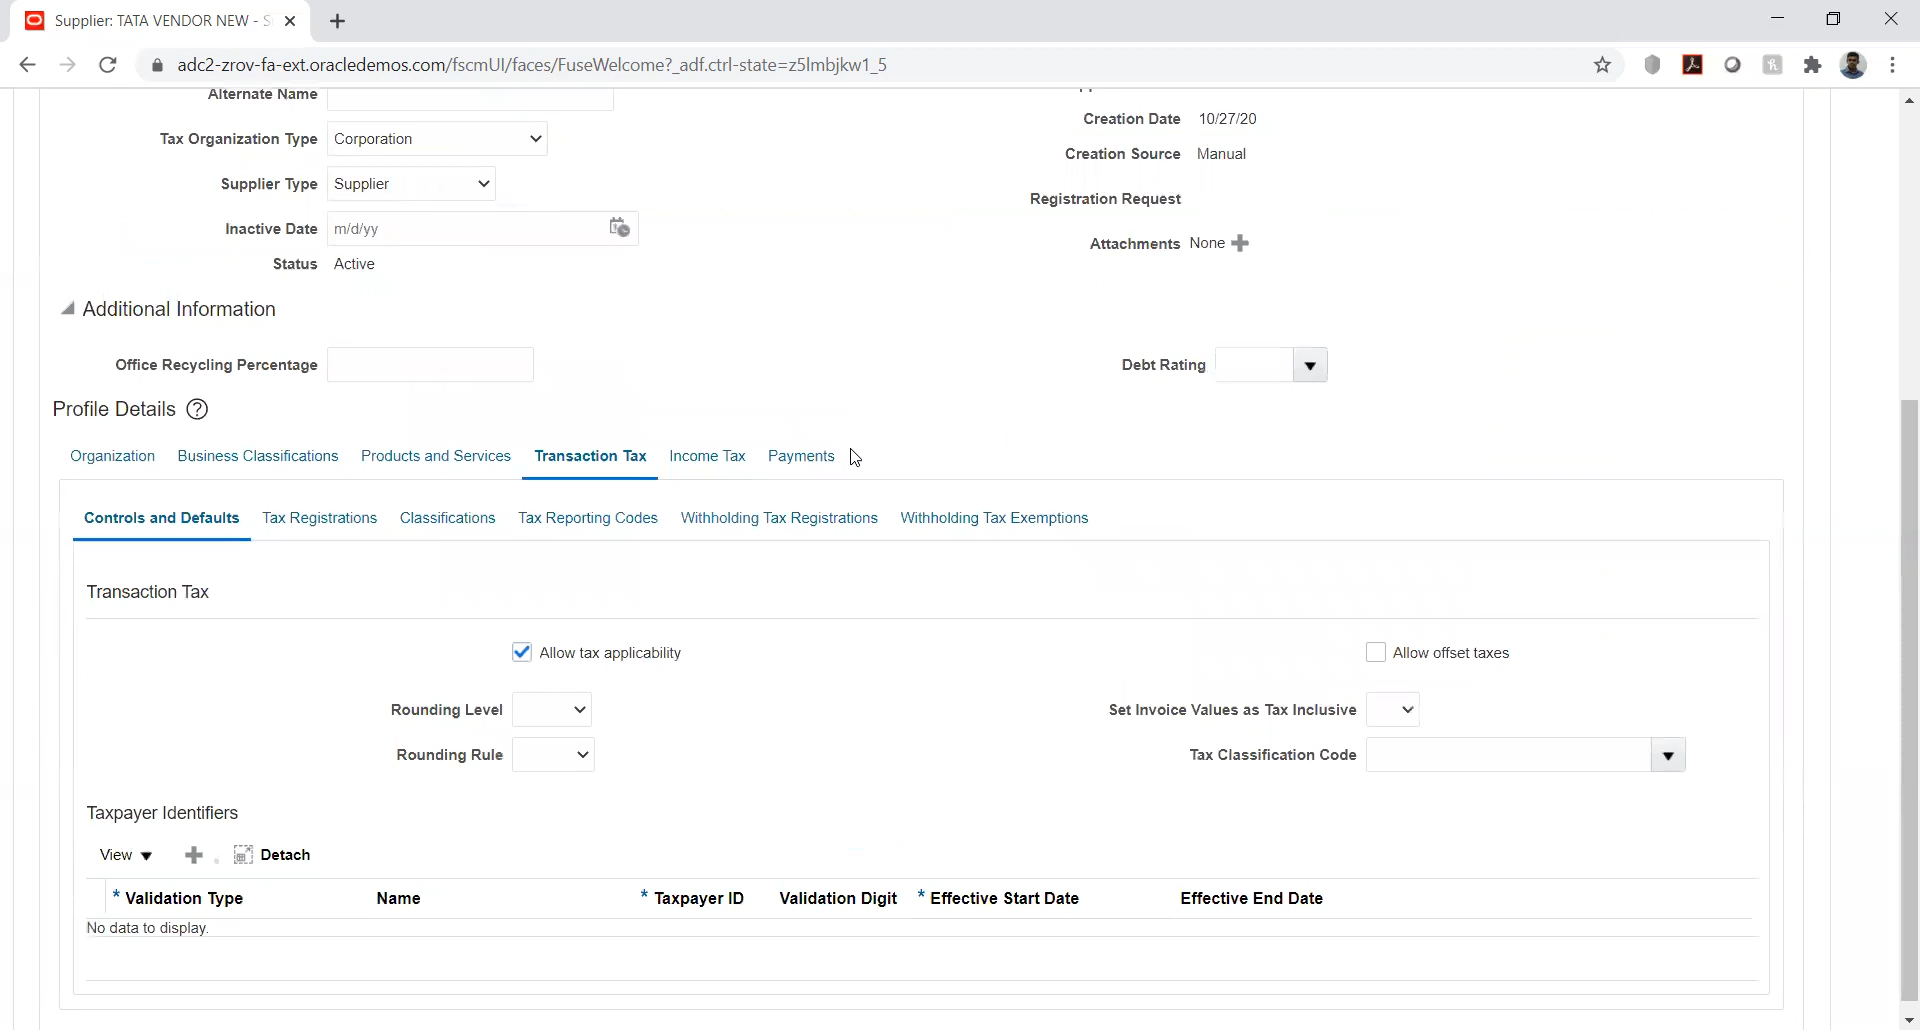 Supplier: TATA VENDOR NEW - S
adc2-zrov-fa-ext.oracledemos.com/fscmUI/faces/FuseWelcome?_adf.ctrl-state=z5lmbjkw1_5
Alternate Name
Creation Date 10/27/20
Tax Organization Type Corporation
Creation Source Manual
Supplier Type Supplier
Registration Request
Inactive Date m/d/yy
Attachments None
Status Active
Additional Information
Office Recycling Percentage Debt Rating
Profile Details ?
Organization Business Classifications Products and Services Transaction Tax Income Tax Payments
Controls and Defaults Tax Registrations Classifications Tax Reporting Codes Withholding Tax Registrations Withholding Tax Exemptions
Transaction Tax
Allow tax applicability Allow offset taxes
Rounding Level Set Invoice Values as Tax Inclusive
Rounding Rule Tax Classification Code
Taxpayer Identifiers
View Detach
* Validation Type Name * Taxpayer ID Validation Digit * Effective Start Date Effective End Date
No data to display.